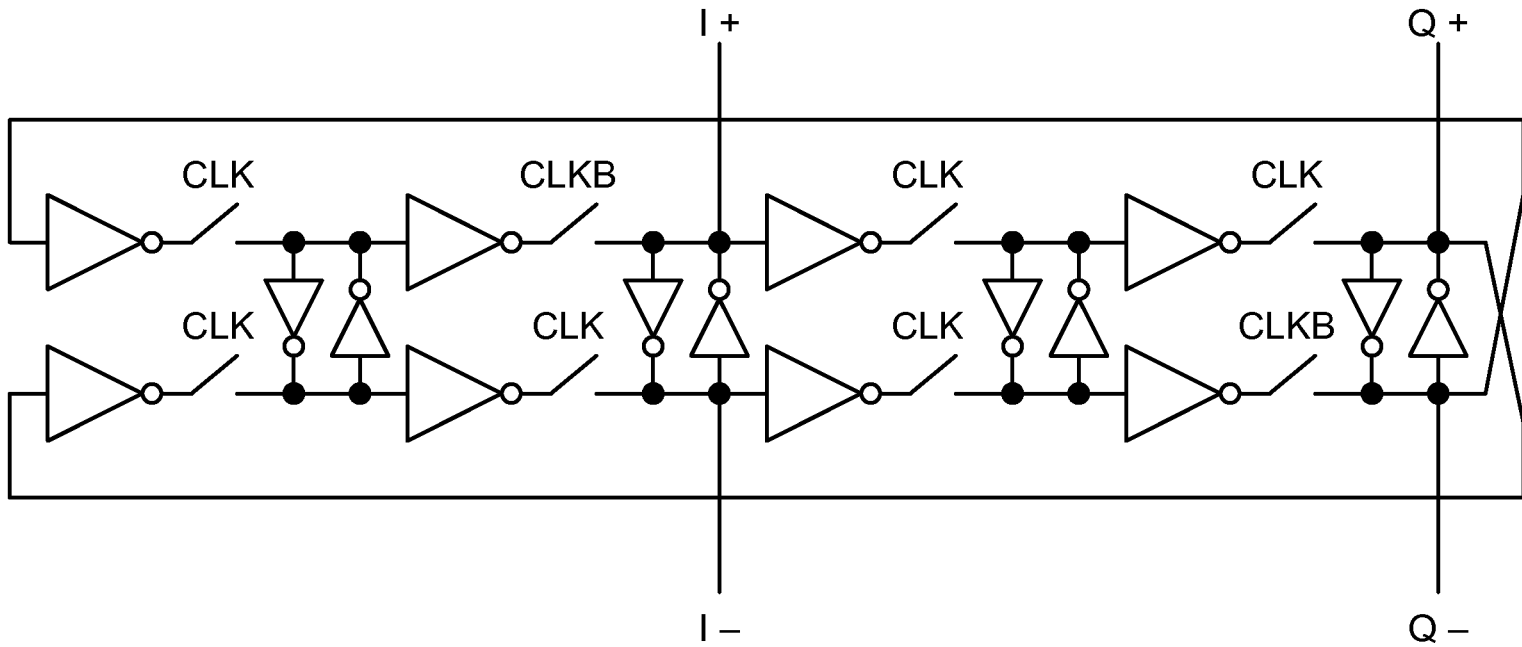 I + Q +
CLK CLKB CLK CLK
CLK CLK CLK CLKB
I – Q –